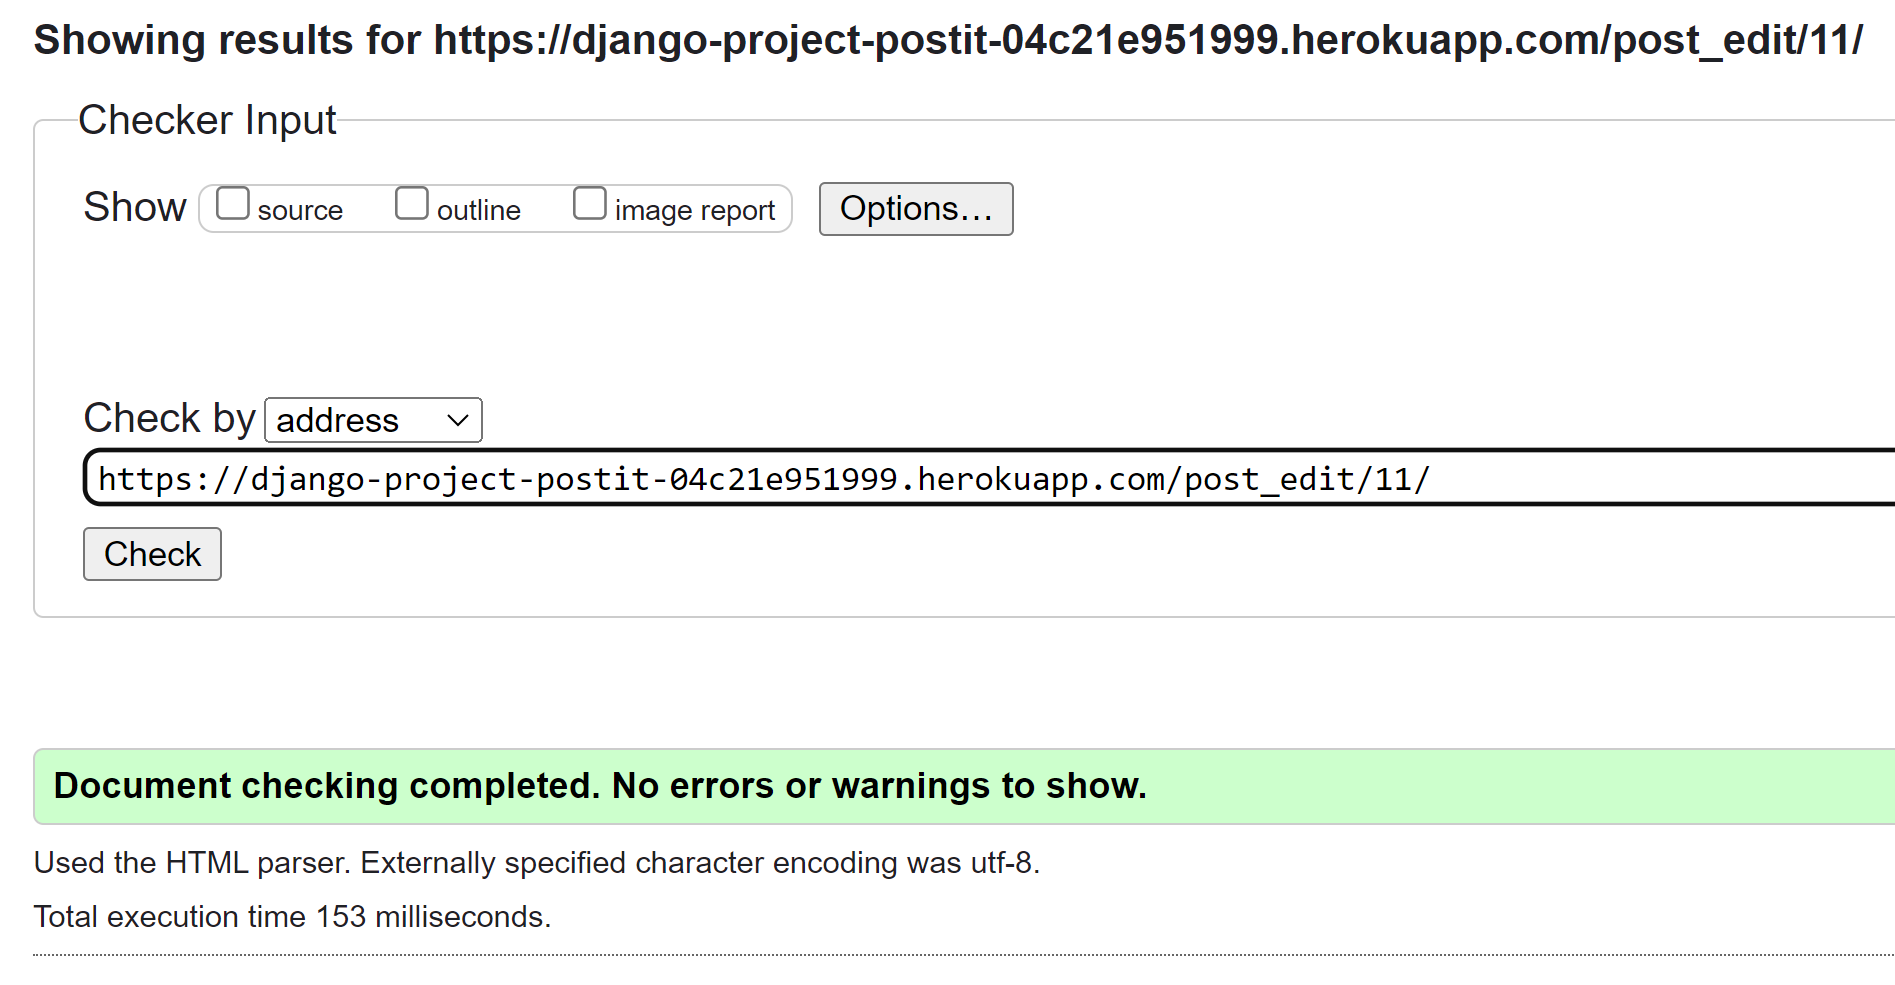 Showing results for https://django-project-postit-04c21e951999.herokuapp.com/post_edit/11/
Checker Input
Show source outline image report Options...
Check by address
https://django-project-postit-04c21e951999.herokuapp.com/post_edit/11/
Check
Document checking completed. No errors or warnings to show.
Used the HTML parser. Externally specified character encoding was utf-8.
Total execution time 153 milliseconds.